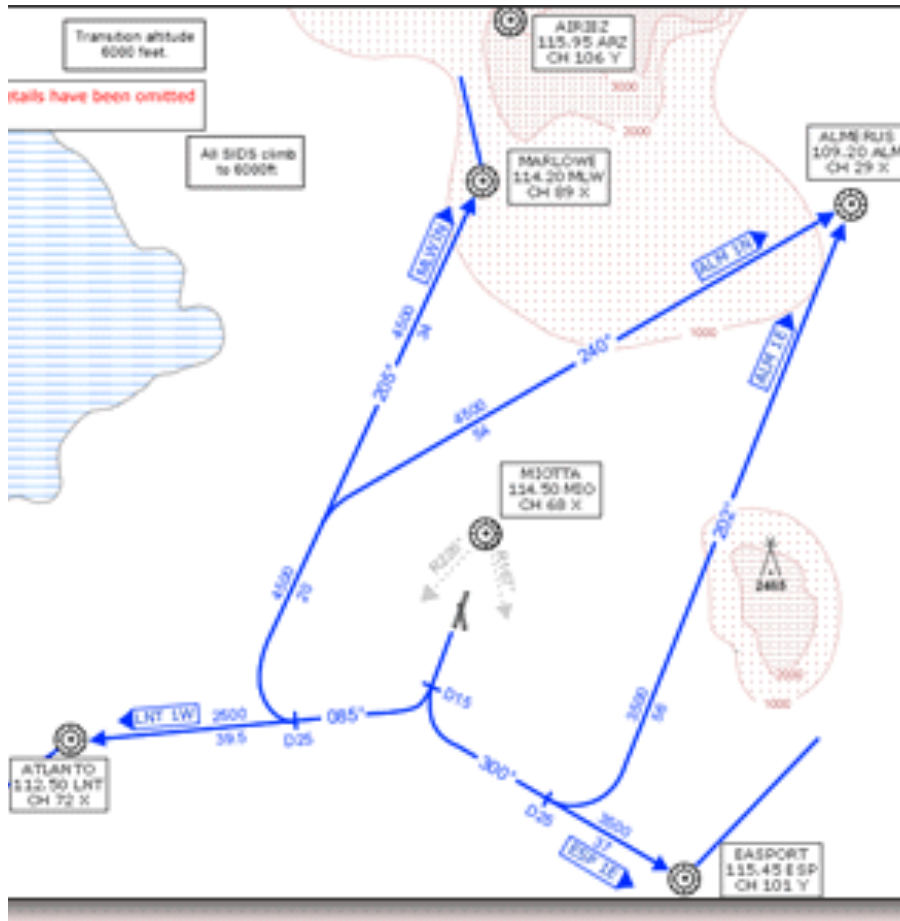 AIRIEZ
115.95 ARZ
CH 106 Y
Transition altitude
6000 feet.
etails have been omitted
3000
2000
All SIDS climb
to 6000ft
ALMERUS
109.20 ALM
CH 29 X
MARLOWE
114.20 MLW
CH 89 X
MLW1N
ALM 1N
4500
34
1000
240°
ALM 1E
205°
4500
54
MIOTTA
114.50 MIO
CH 68 X
202°
2465
4500
20
2000
1000
D15
3500
56
LNT 1W
2500
39.5
085°
D25
ATLANTO
112.50 LNT
CH 72 X
300°
D25
3500
37
ESP 1E
EASPORT
115.45 ESP
CH 101 Y